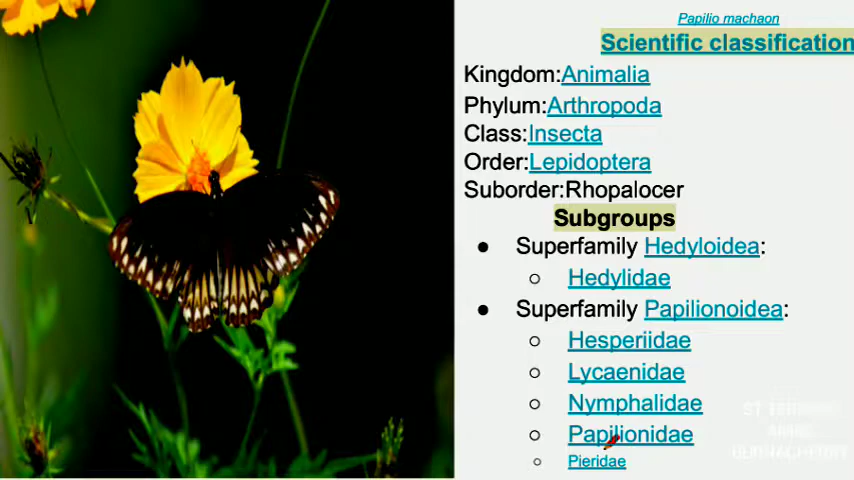 Papilio machaon
Scientific classification
Kingdom:Animalia
Phylum:Arthropoda
Class:Insecta
Order:Lepidoptera
Suborder:Rhopalocer
Subgroups
● Superfamily Hedyloidea:
○ Hedylidae
● Superfamily Papilionoidea:
○ Hesperiidae
○ Lycaenidae
○ Nymphalidae
○ Papilionidae
○ Pieridae